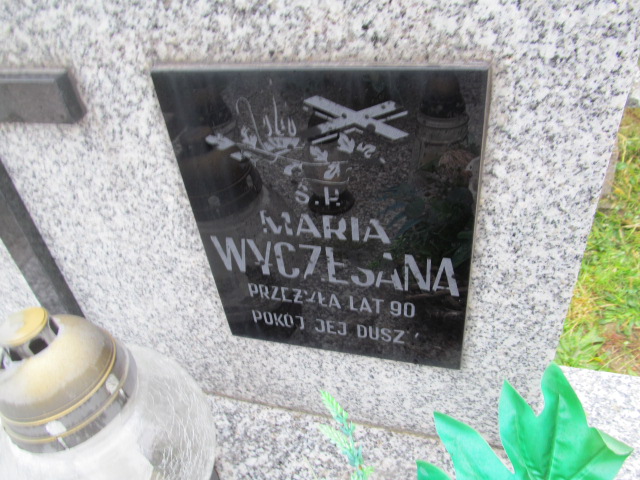 Ś.P.
MARIA
WYCZESANA
PRZEŻYŁA LAT 90
POKÓJ JEJ DUSZY